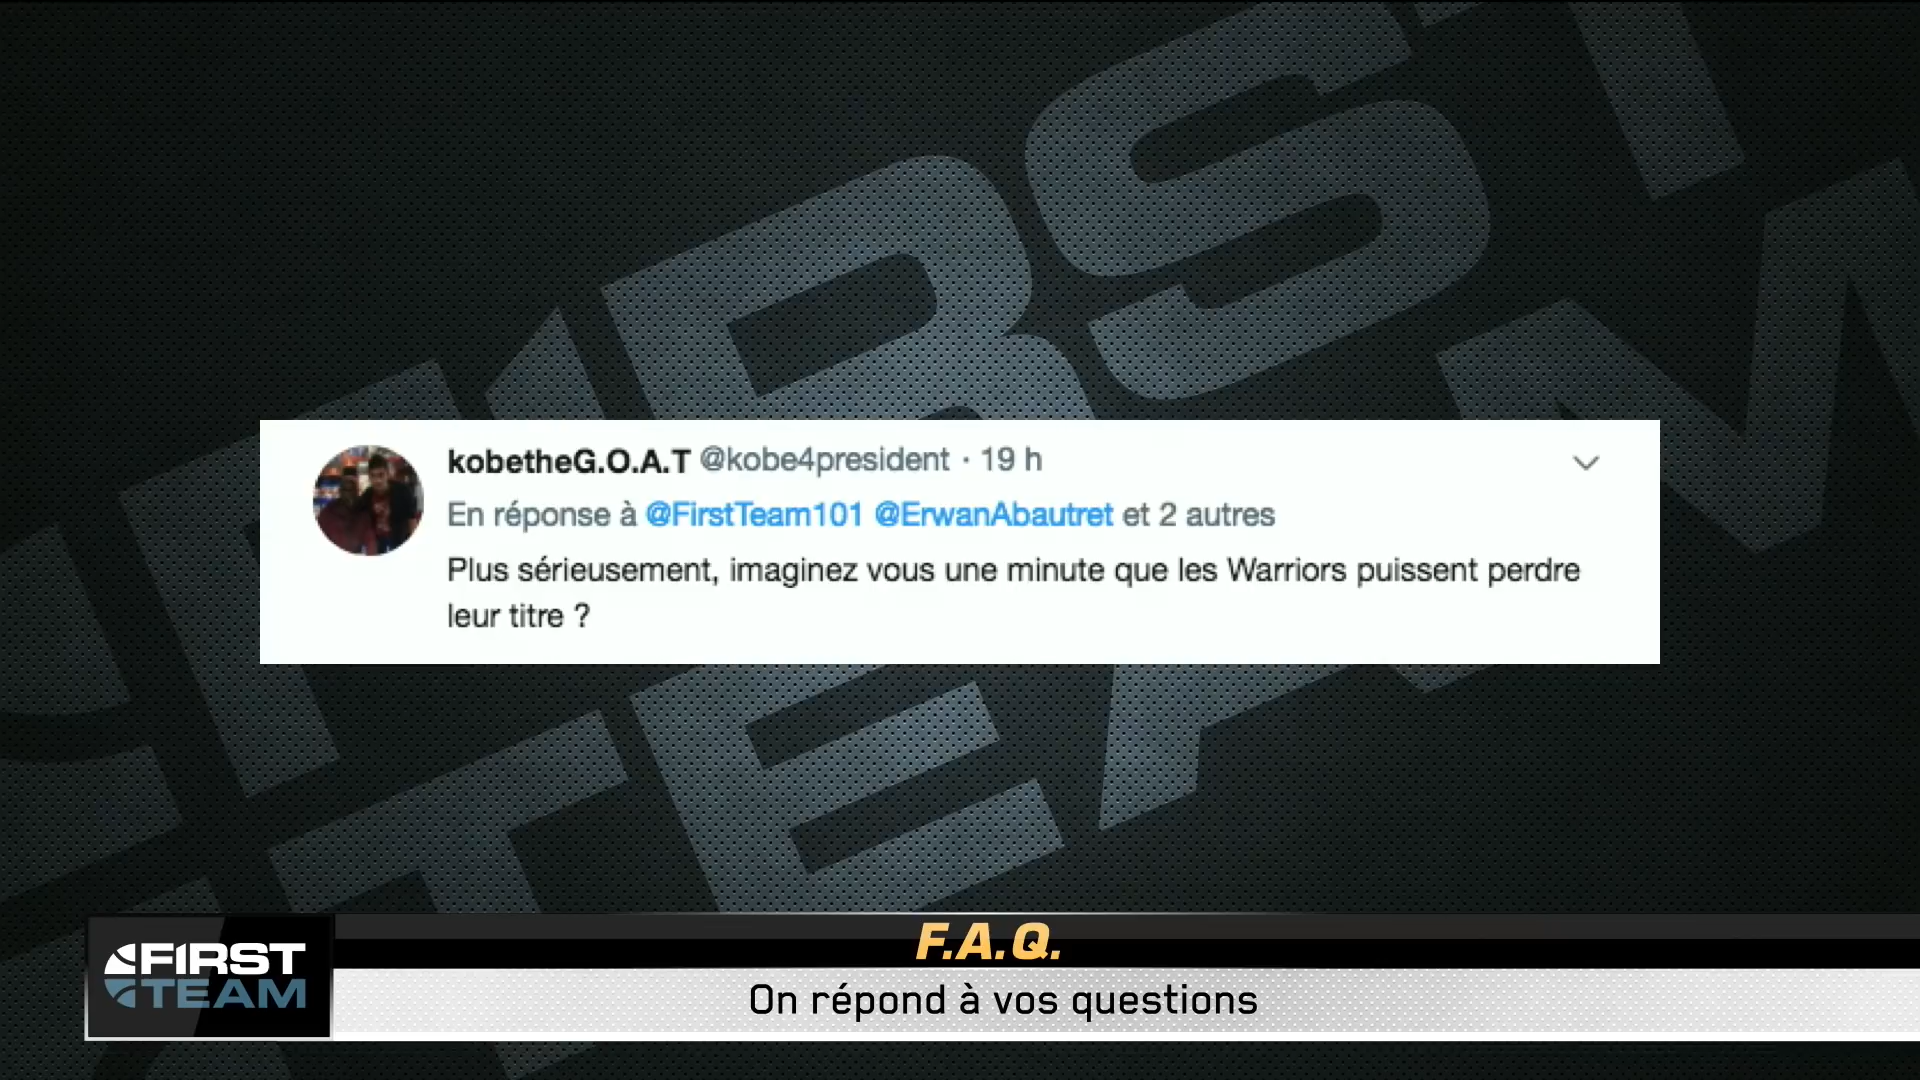 kobetheG.O.A.T @kobe4president · 19 h
En réponse à @FirstTeam101 @ErwanAbautret et 2 autres
Plus sérieusement, imaginez vous une minute que les Warriors puissent perdre
leur titre ?
F.A.Q.
FIRST
TEAM
On répond à vos questions